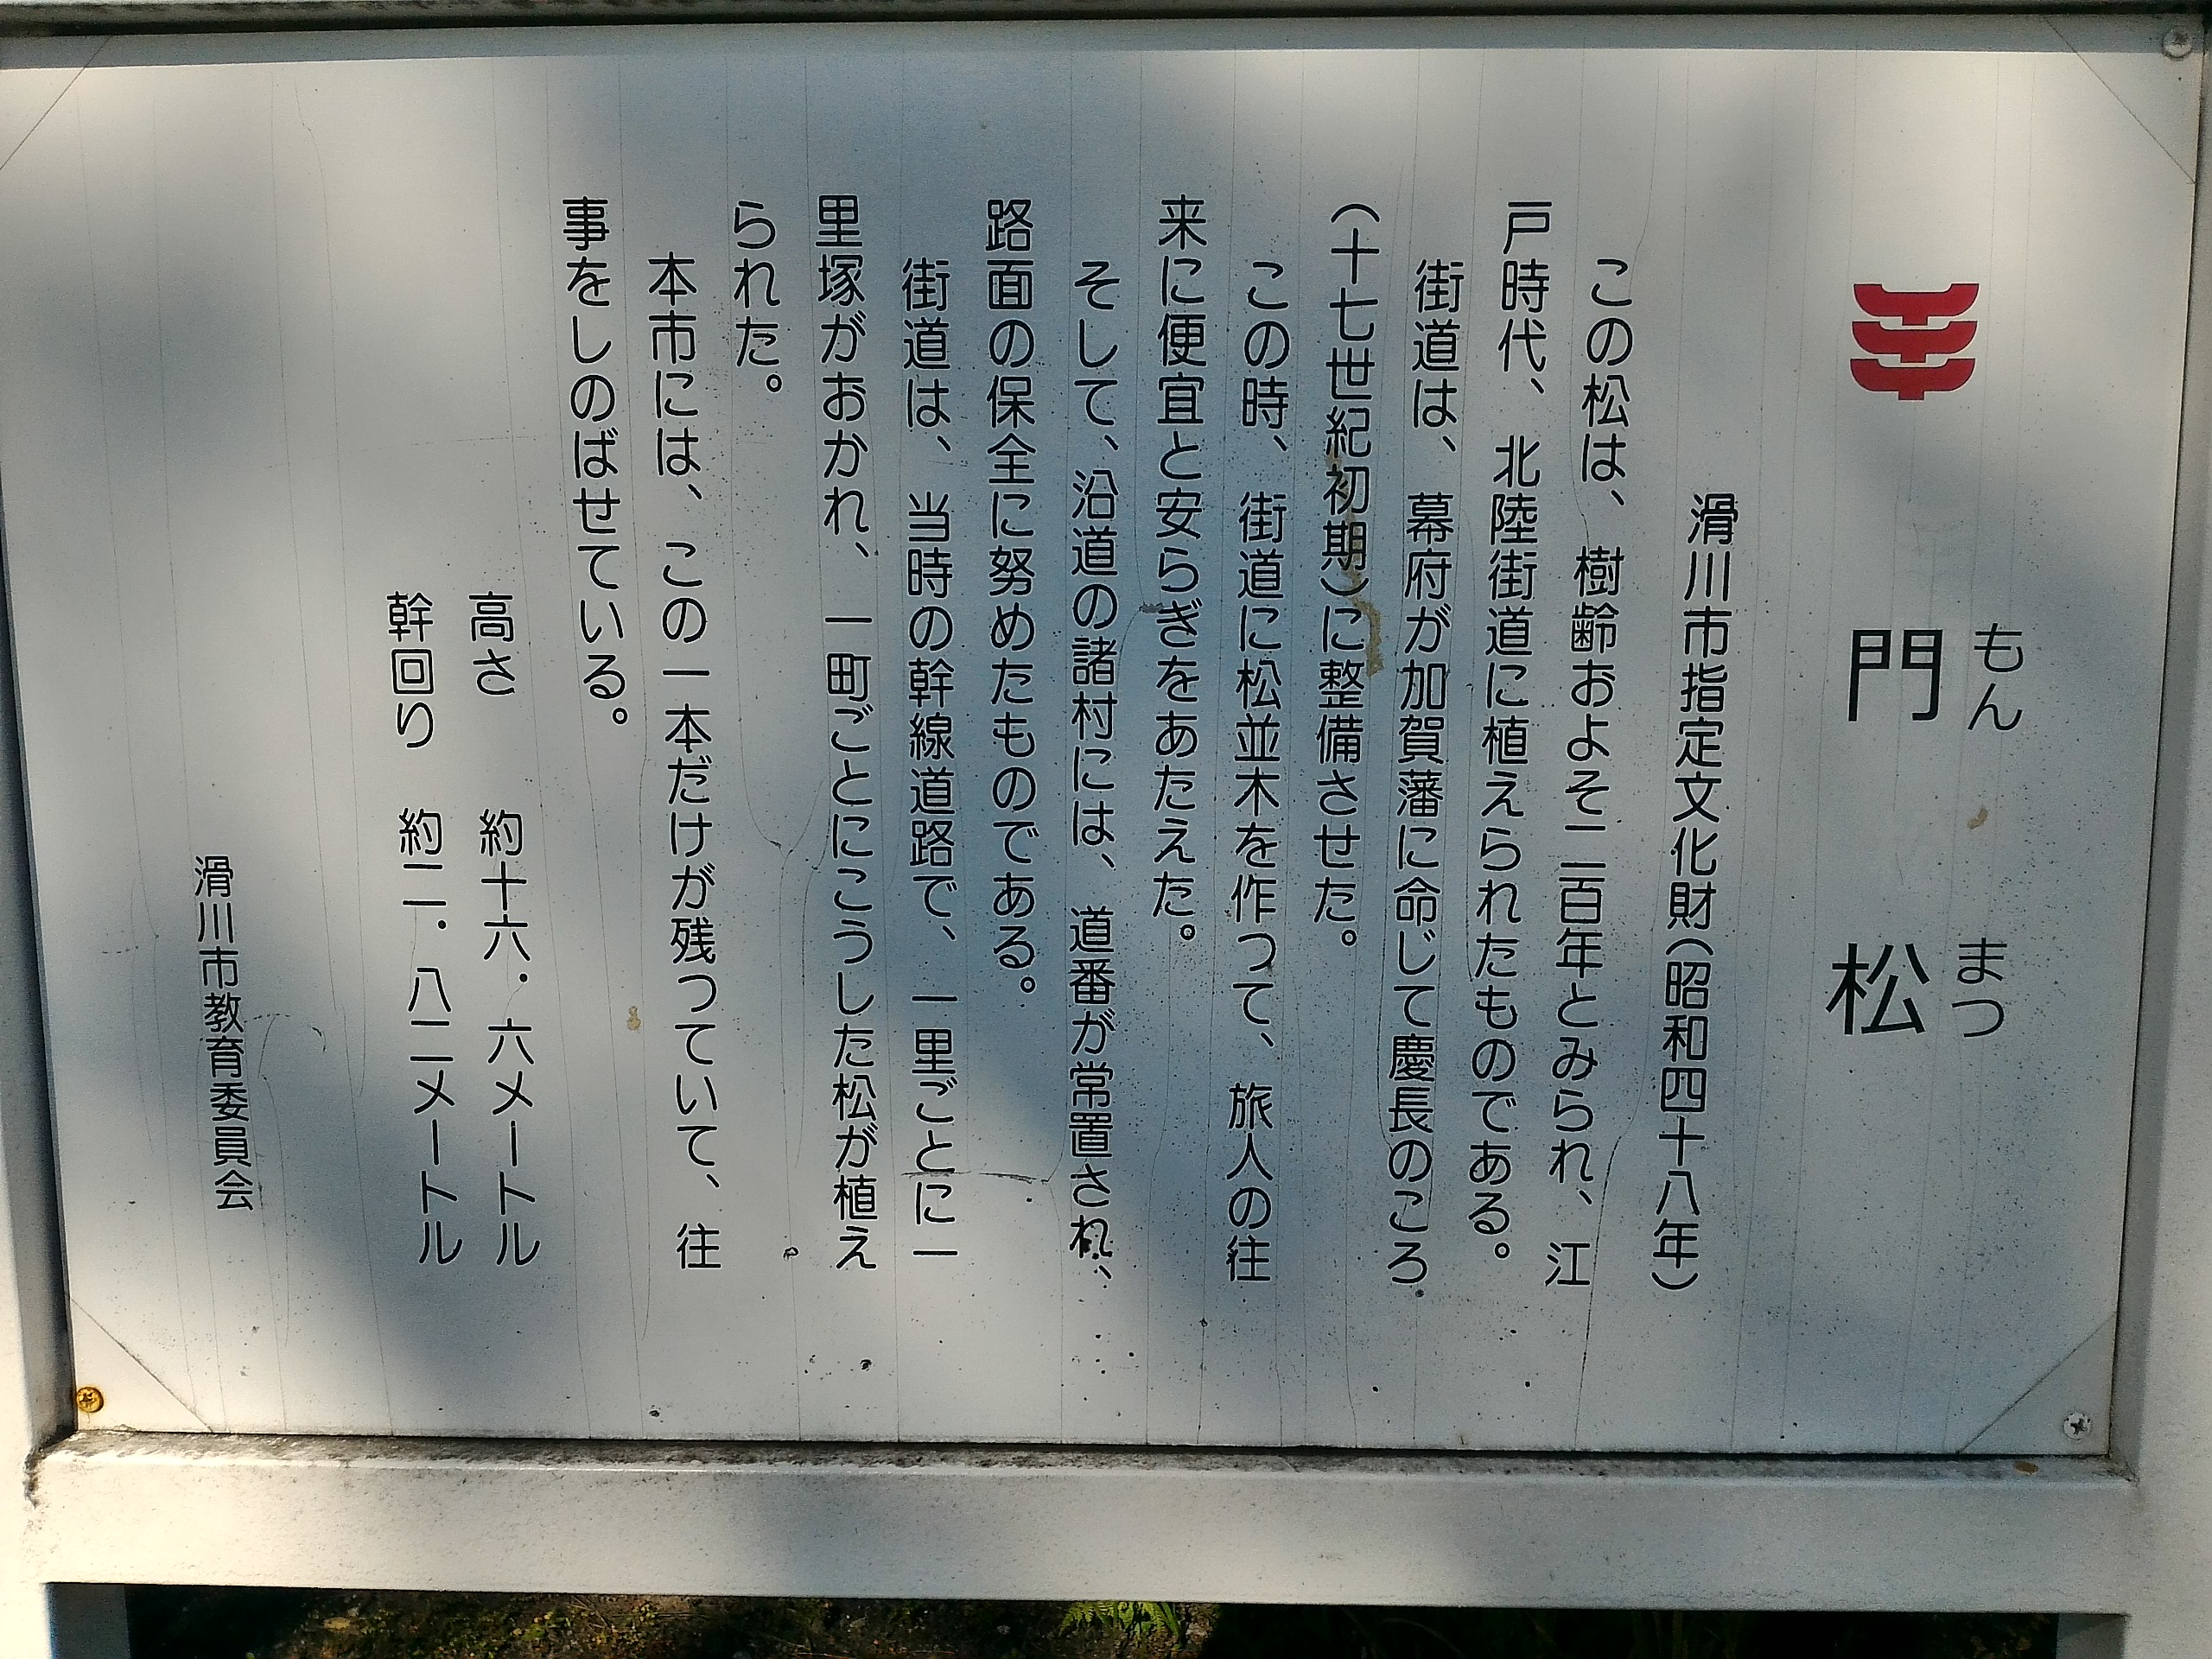 もん まつ
門 松
滑川市指定文化財(昭和四十八年)
この松は、樹齢およそ二百年とみられ、江
戸時代、北陸街道に植えられたものである。
街道は、幕府が加賀藩に命じて慶長のころ
(十七世紀初期)に整備させた。
この時、街道に松並木を作つて、旅人の往
来に便宜と安らぎをあたえた。
そして、沿道の諸村には、道番が常置され、
路面の保全に努めたものである。
街道は、当時の幹線道路で、一里ごとに一
里塚がおかれ、一町ごとにこうした松が植え
られた。
本市には、この一本だけが残つていて、往
事をしのばせている。
高さ 約十六・六メートル
幹回り 約二・八二メートル
滑川市教育委員会